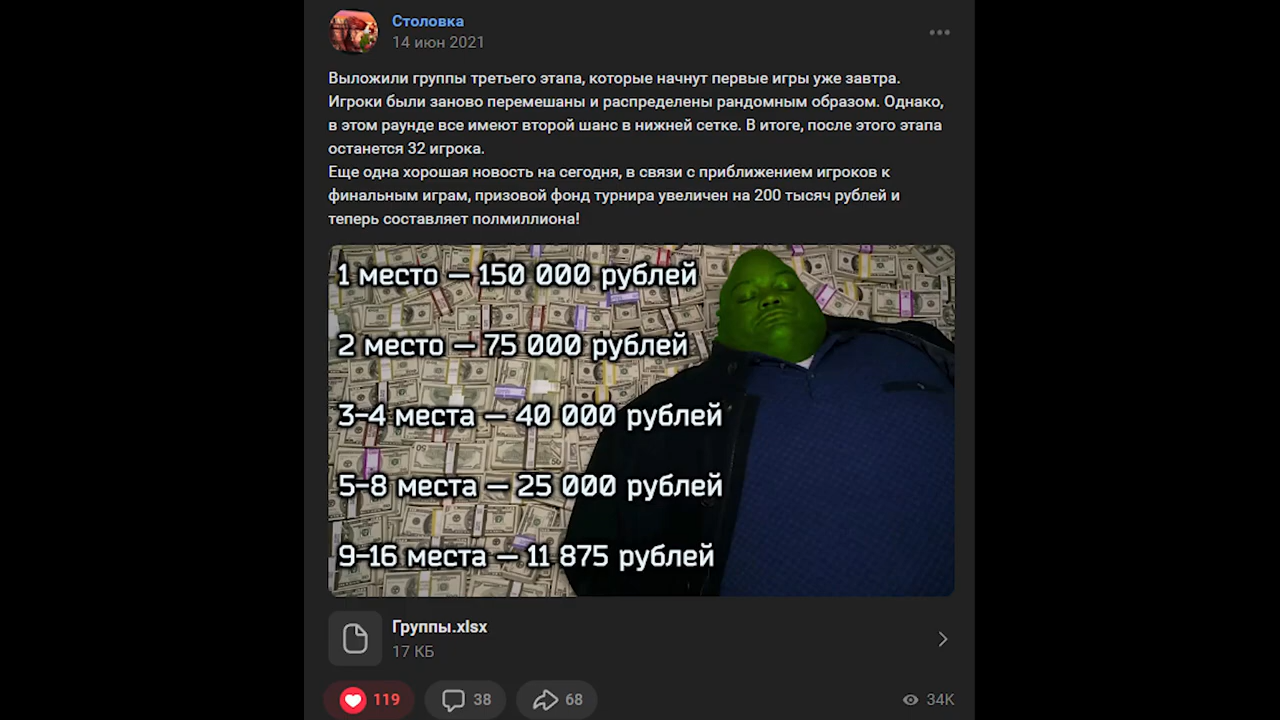 Столовка
14 июн 2021
Выложили группы третьего этапа, которые начнут первые игры уже завтра.
Игроки были заново перемешаны и распределены рандомным образом. Однако,
в этом раунде все имеют второй шанс в нижней сетке. В итоге, после этого этапа
останется 32 игрока.
Еще одна хорошая новость на сегодня, в связи с приближением игроков к
финальным играм, призовой фонд турнира увеличен на 200 тысяч рублей и
теперь составляет полмиллиона!
1 место — 150 000 рублей
2 место — 75 000 рублей
3-4 места — 40 000 рублей
5-8 места — 25 000 рублей
9-16 места — 11 875 рублей
Группы.xlsx
17 КБ
119 38 68 34K